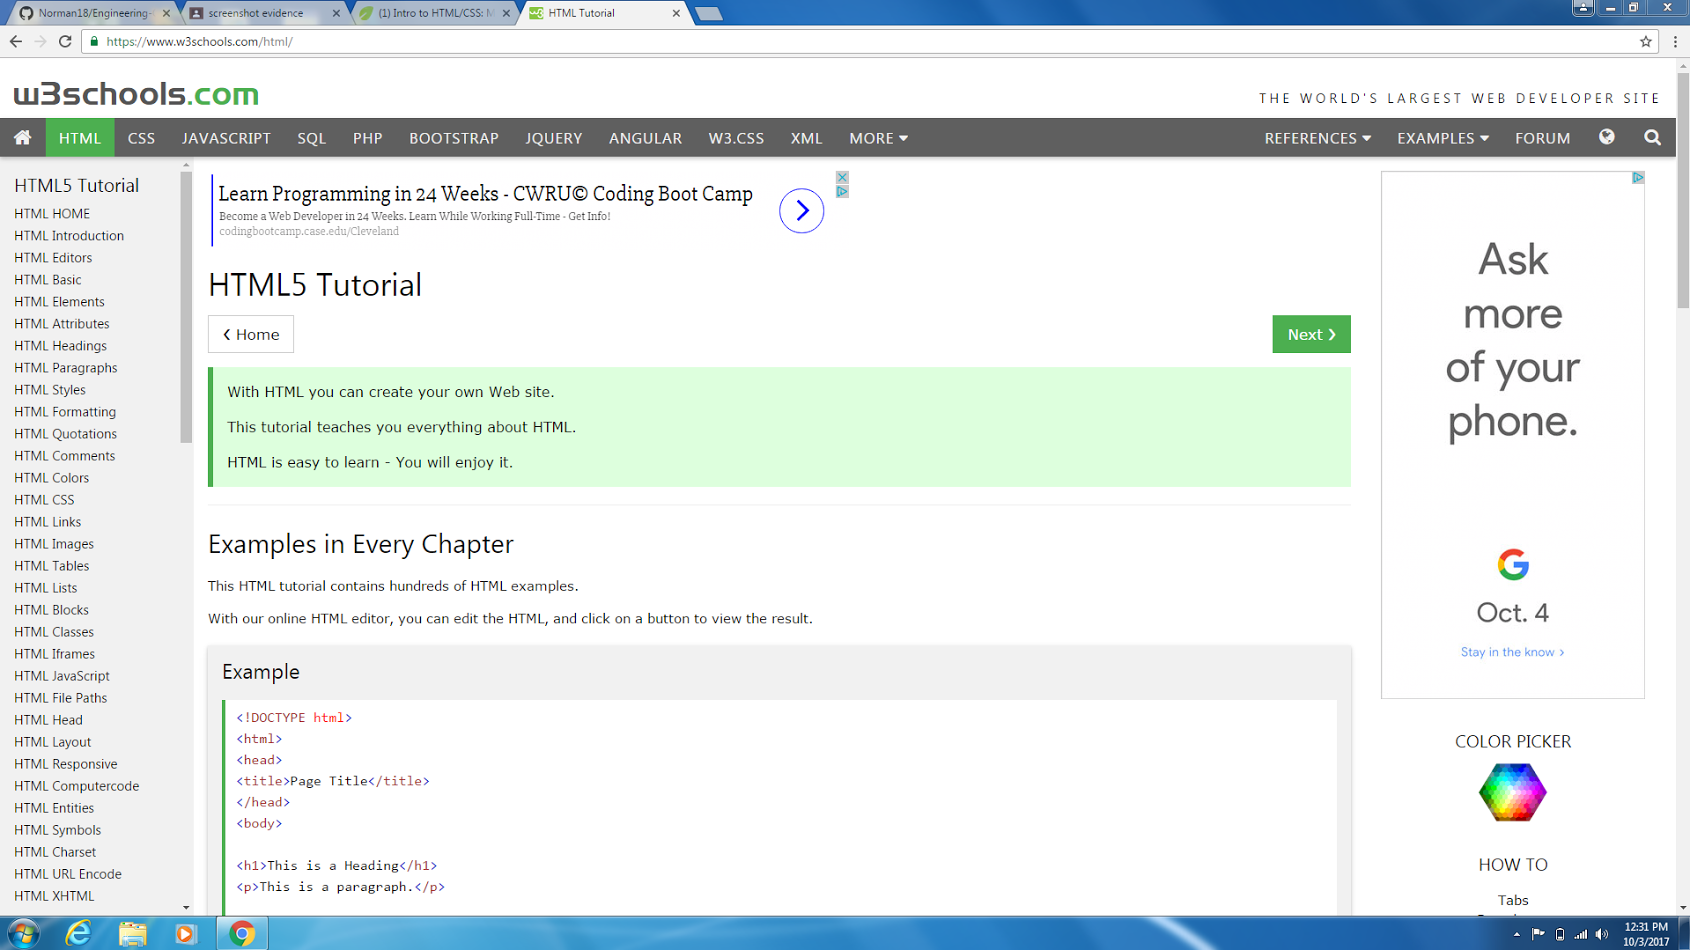 Norman18/Engineering-
screenshot evidence
(1) Intro to HTML/CSS: M
HTML Tutorial
https://www.w3schools.com/html/
w3schools.com
THE WORLD'S LARGEST WEB DEVELOPER SITE
HTML CSS JAVASCRIPT SQL PHP BOOTSTRAP JQUERY ANGULAR W3.CSS XML MORE REFERENCES EXAMPLES FORUM
HTML5 Tutorial
HTML HOME
HTML Introduction
HTML Editors
HTML Basic
HTML Elements
HTML Attributes
HTML Headings
HTML Paragraphs
HTML Styles
HTML Formatting
HTML Quotations
HTML Comments
HTML Colors
HTML CSS
HTML Links
HTML Images
HTML Tables
HTML Lists
HTML Blocks
HTML Classes
HTML Iframes
HTML JavaScript
HTML File Paths
HTML Head
HTML Layout
HTML Responsive
HTML Computercode
HTML Entities
HTML Symbols
HTML Charset
HTML URL Encode
HTML XHTML
Learn Programming in 24 Weeks - CWRU© Coding Boot Camp
Become a Web Developer in 24 Weeks. Learn While Working Full-Time - Get Info!
codingbootcamp.case.edu/Cleveland
HTML5 Tutorial
❮ Home
Next ❯
With HTML you can create your own Web site.
This tutorial teaches you everything about HTML.
HTML is easy to learn - You will enjoy it.
Examples in Every Chapter
This HTML tutorial contains hundreds of HTML examples.
With our online HTML editor, you can edit the HTML, and click on a button to view the result.
Example
<!DOCTYPE html>
<html>
<head>
<title>Page Title</title>
</head>
<body>
<h1>This is a Heading</h1>
<p>This is a paragraph.</p>
Ask
more
of your
phone.
G
Oct. 4
Stay in the know >
COLOR PICKER
HOW TO
Tabs
12:31 PM
10/3/2017